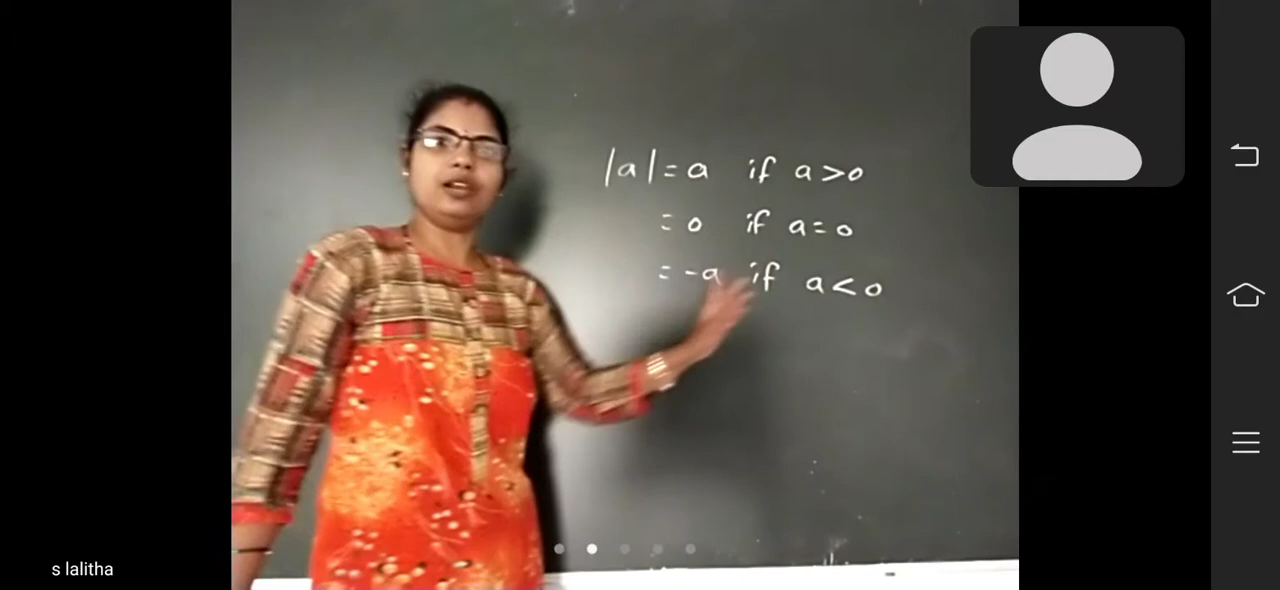 |a| = a if a > 0
= 0 if a = 0
= -a if a < 0
s lalitha